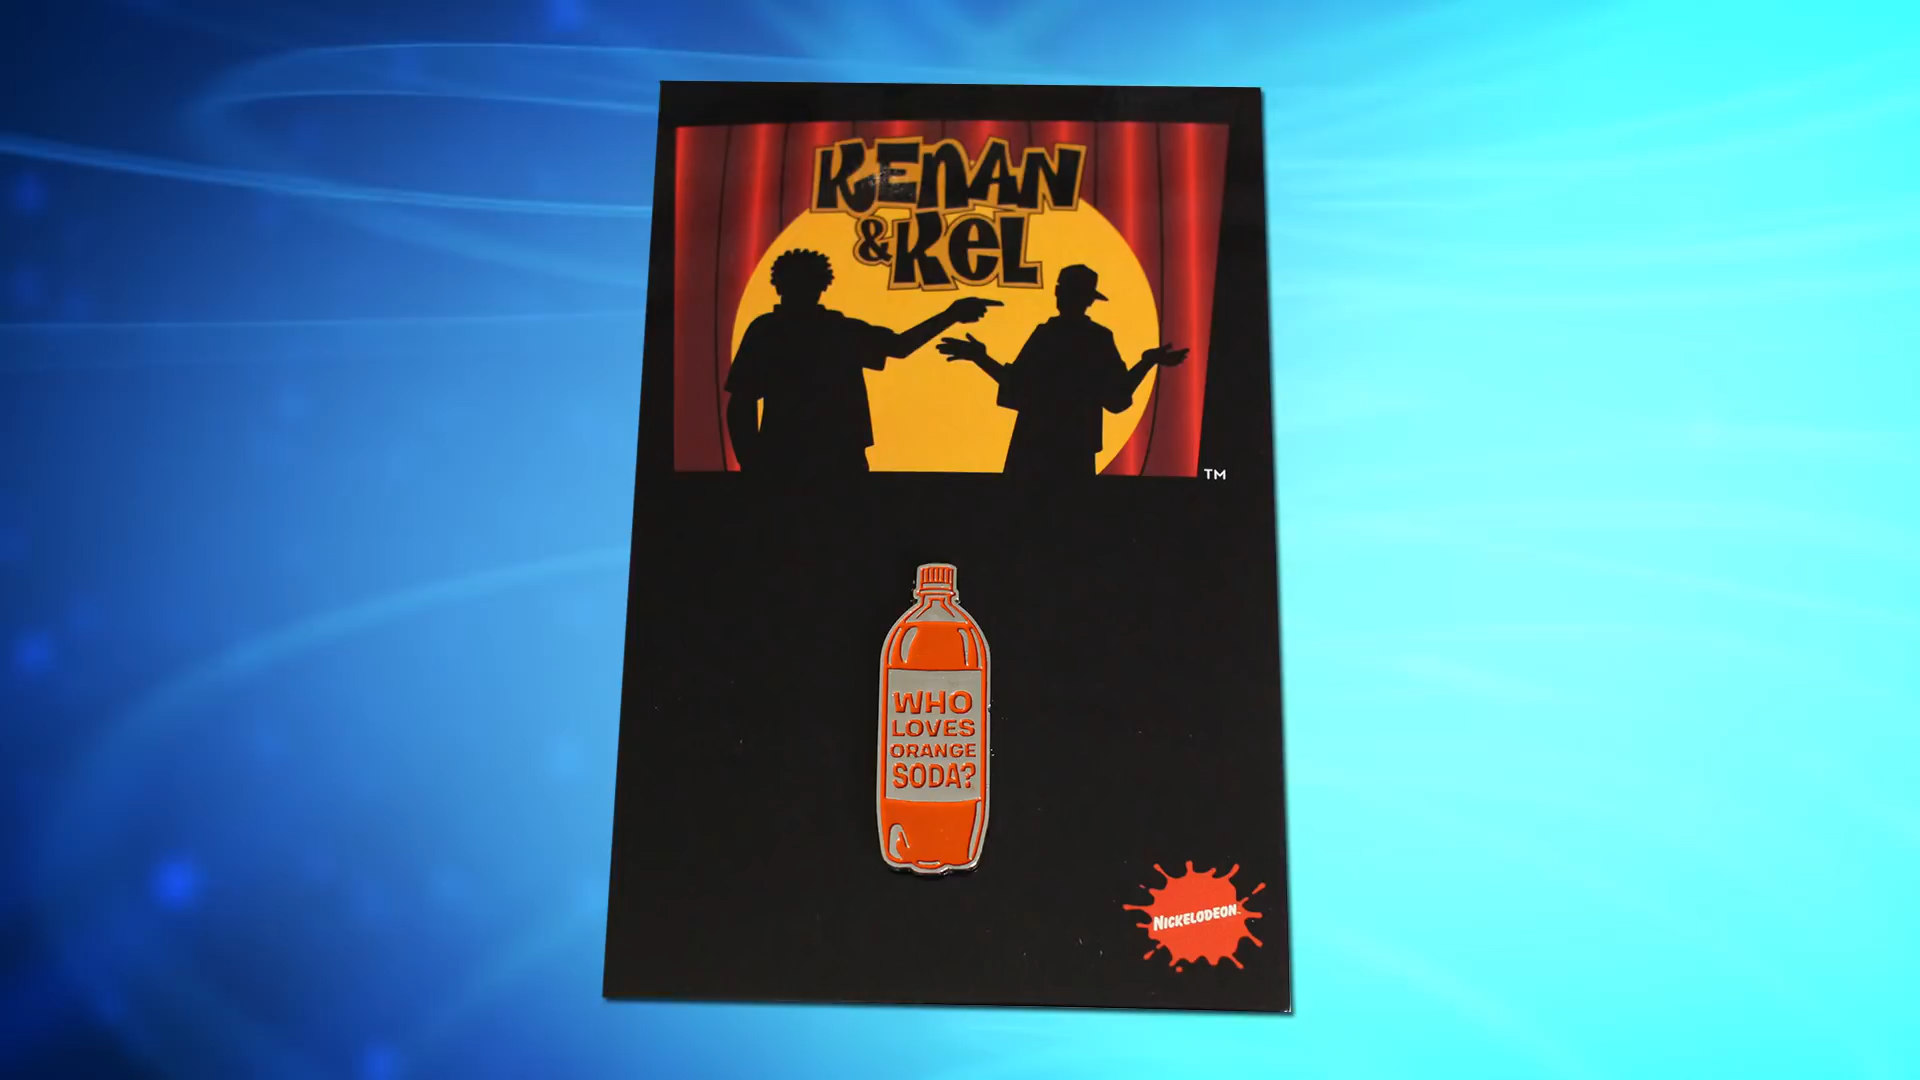 KENAN
&KEL
TM
WHO
LOVES
ORANGE
SODA?
NICKELODEON